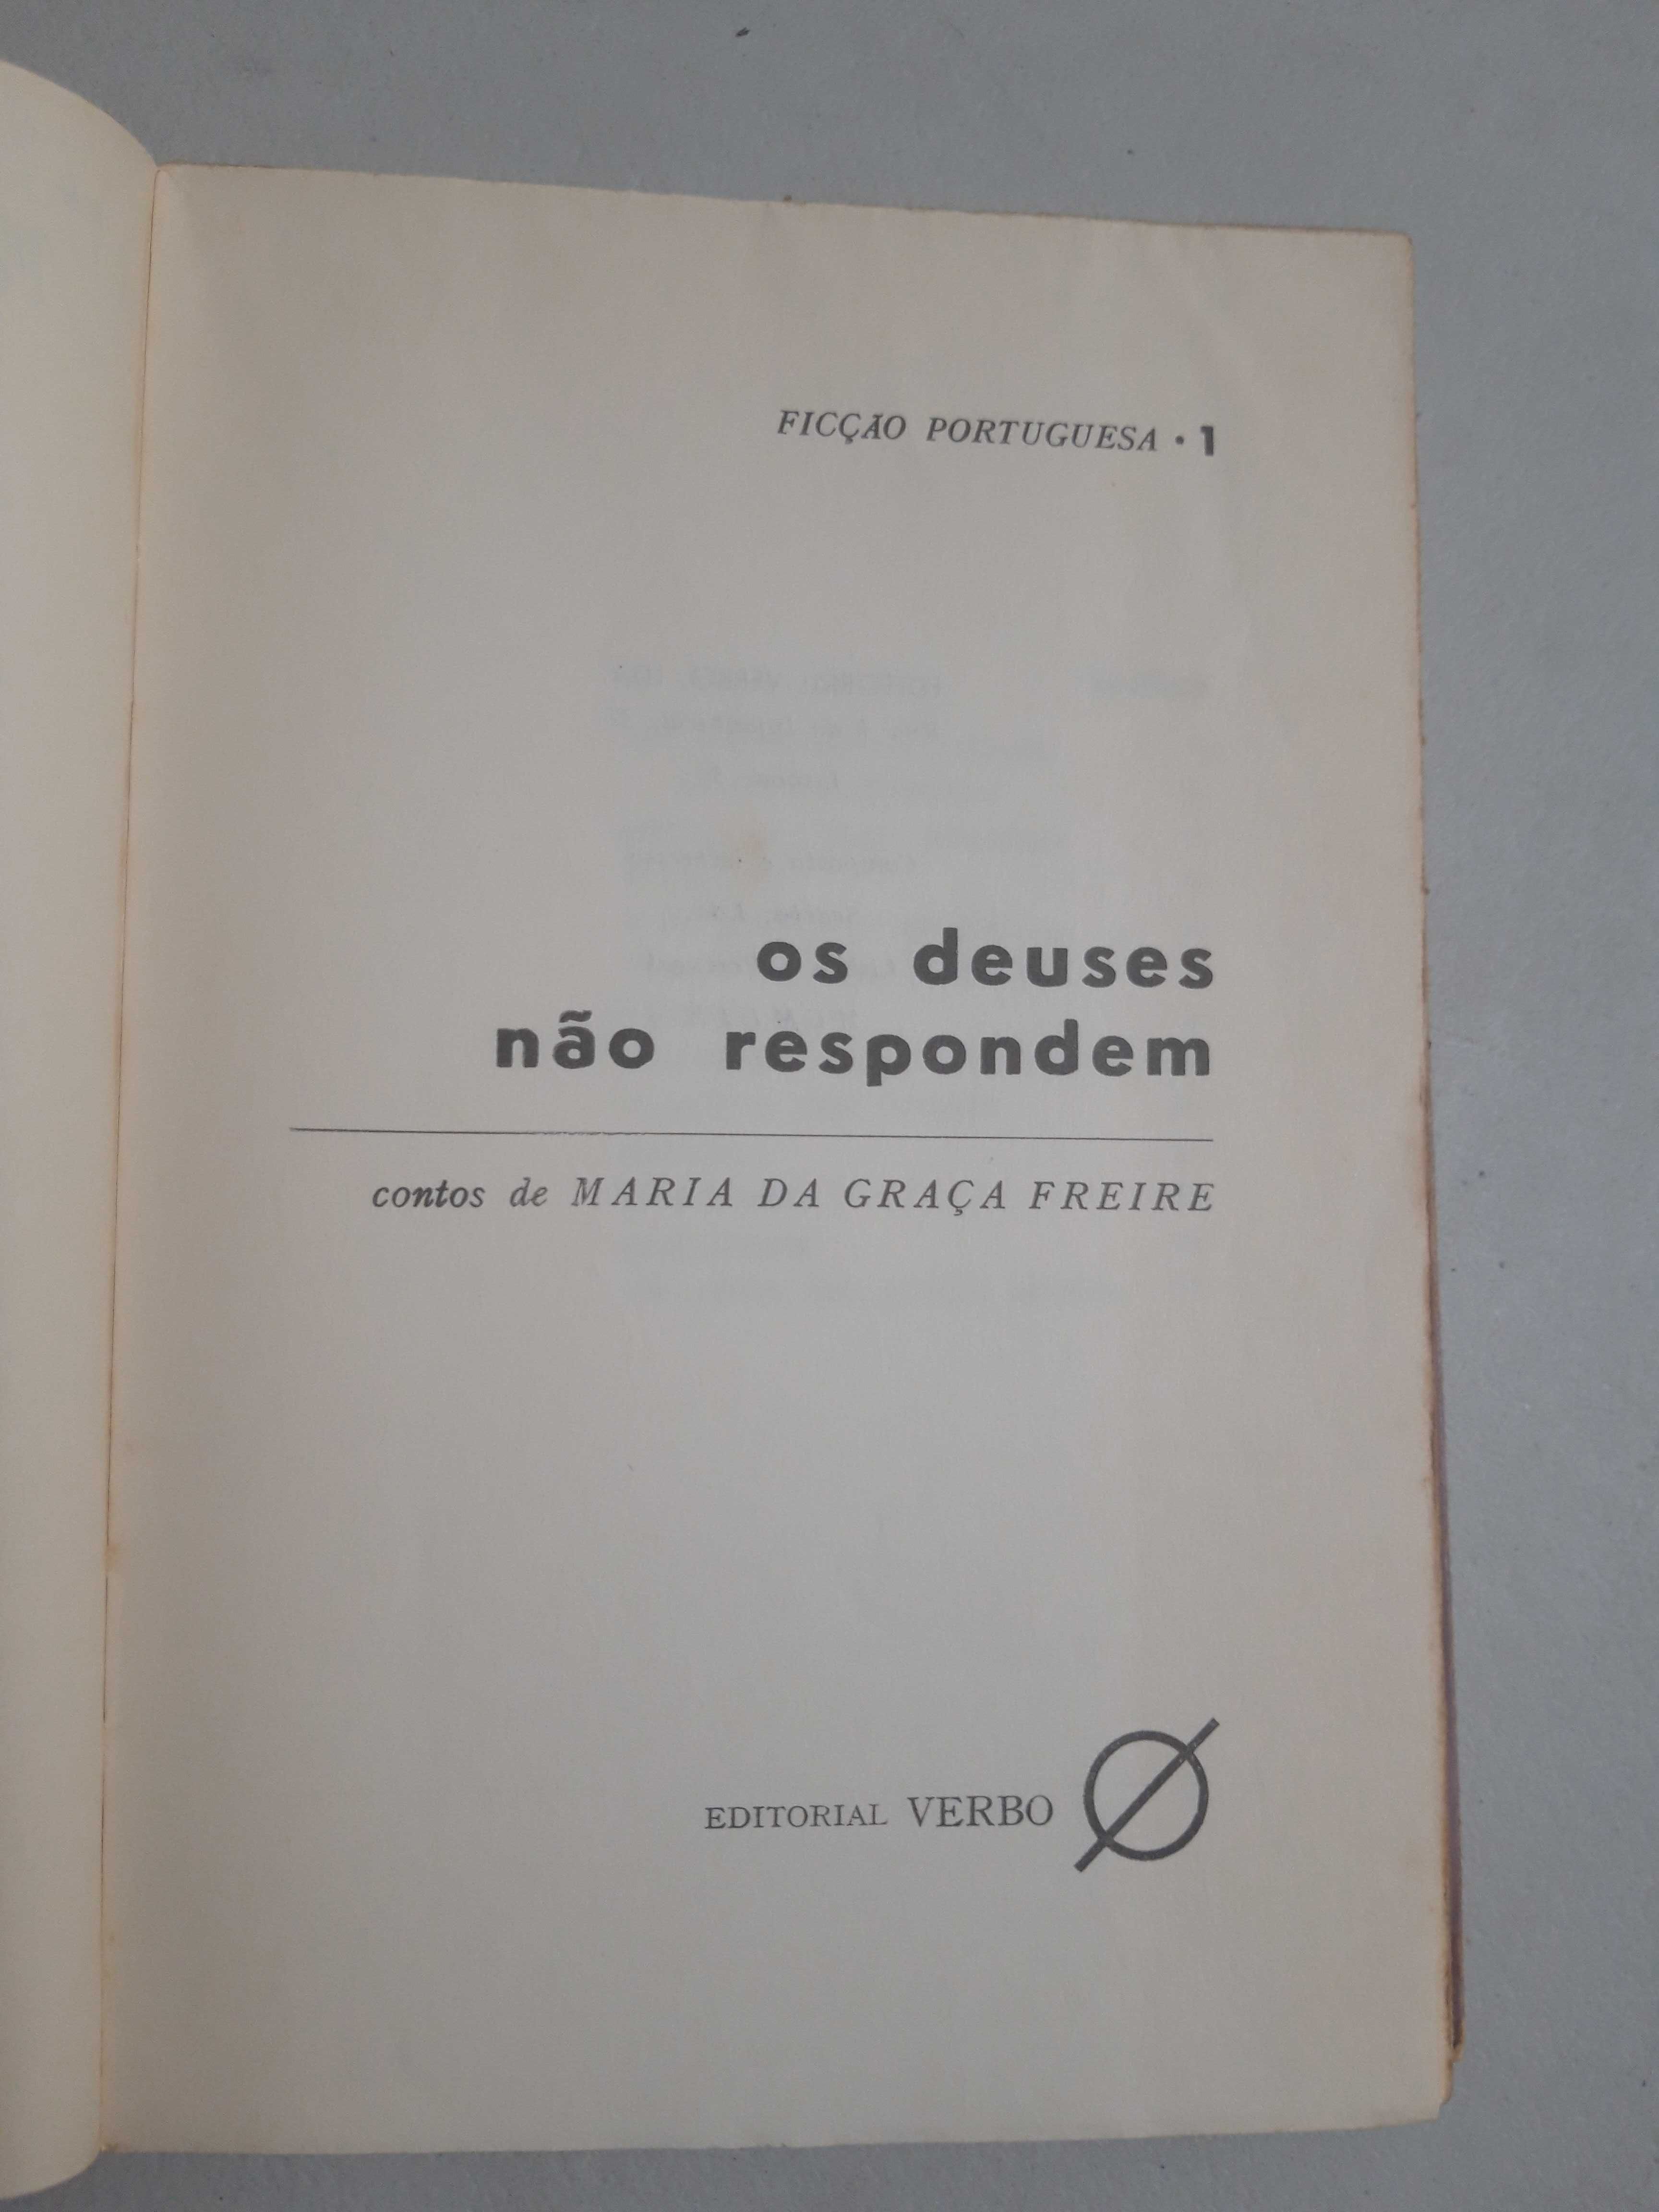 FICÇÃO PORTUGUESA • 1
os deuses
não respondem
contos de MARIA DA GRAÇA FREIRE
EDITORIAL VERBO